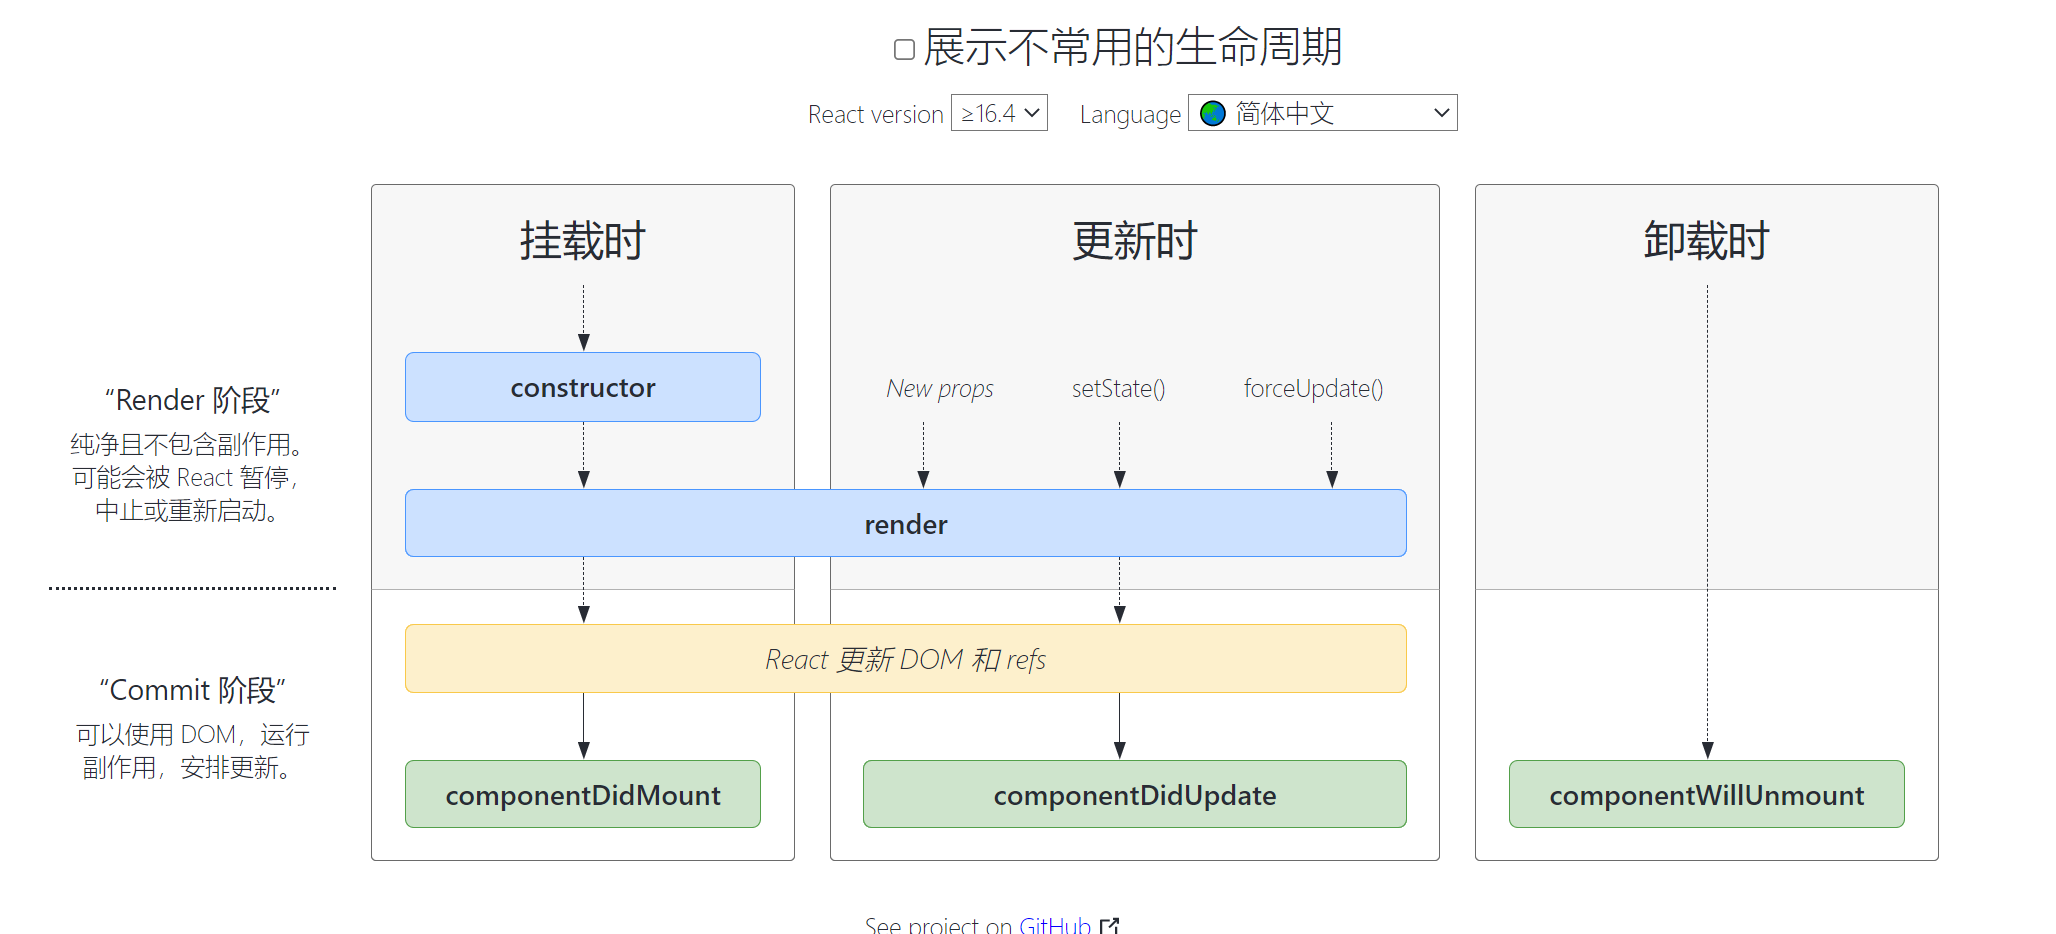 展示不常用的生命周期
React version ≥16.4 Language 简体中文
挂载时
更新时
卸载时
“Render 阶段”
纯净且不包含副作用。
可能会被 React 暂停，
中止或重新启动。
constructor
New props
setState()
forceUpdate()
render
“Commit 阶段”
可以使用 DOM，运行
副作用，安排更新。
React 更新 DOM 和 refs
componentDidMount
componentDidUpdate
componentWillUnmount
See project on GitHub